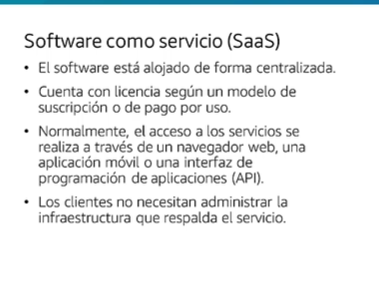 Software como servicio (SaaS)
• El software está alojado de forma centralizada.
• Cuenta con licencia según un modelo de
suscripción o de pago por uso.
• Normalmente, el acceso a los servicios se
realiza a través de un navegador web, una
aplicación móvil o una interfaz de
programación de aplicaciones (API).
• Los clientes no necesitan administrar la
infraestructura que respalda el servicio.